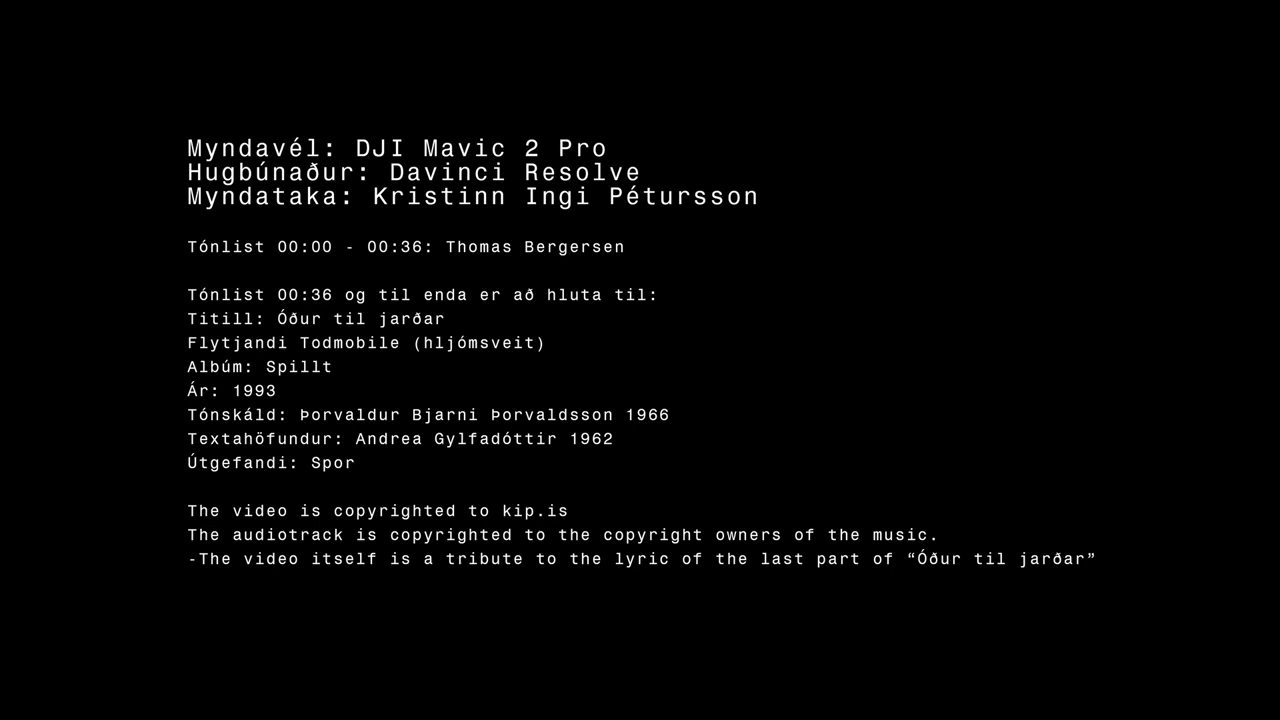 Myndavél: DJI Mavic 2 Pro
Hugbúnaður: Davinci Resolve
Myndataka: Kristinn Ingi Pétursson
Tónlist 00:00 - 00:36: Thomas Bergersen
Tónlist 00:36 og til enda er að hluta til:
Titill: Óður til jarðar
Flytjandi Todmobile (hljómsveit)
Albúm: Spillt
Ár: 1993
Tónskáld: Þorvaldur Bjarni Þorvaldsson 1966
Textahöfundur: Andrea Gylfadóttir 1962
Útgefandi: Spor
The video is copyrighted to kip.is
The audiotrack is copyrighted to the copyright owners of the music.
-The video itself is a tribute to the lyric of the last part of “Óður til jarðar”